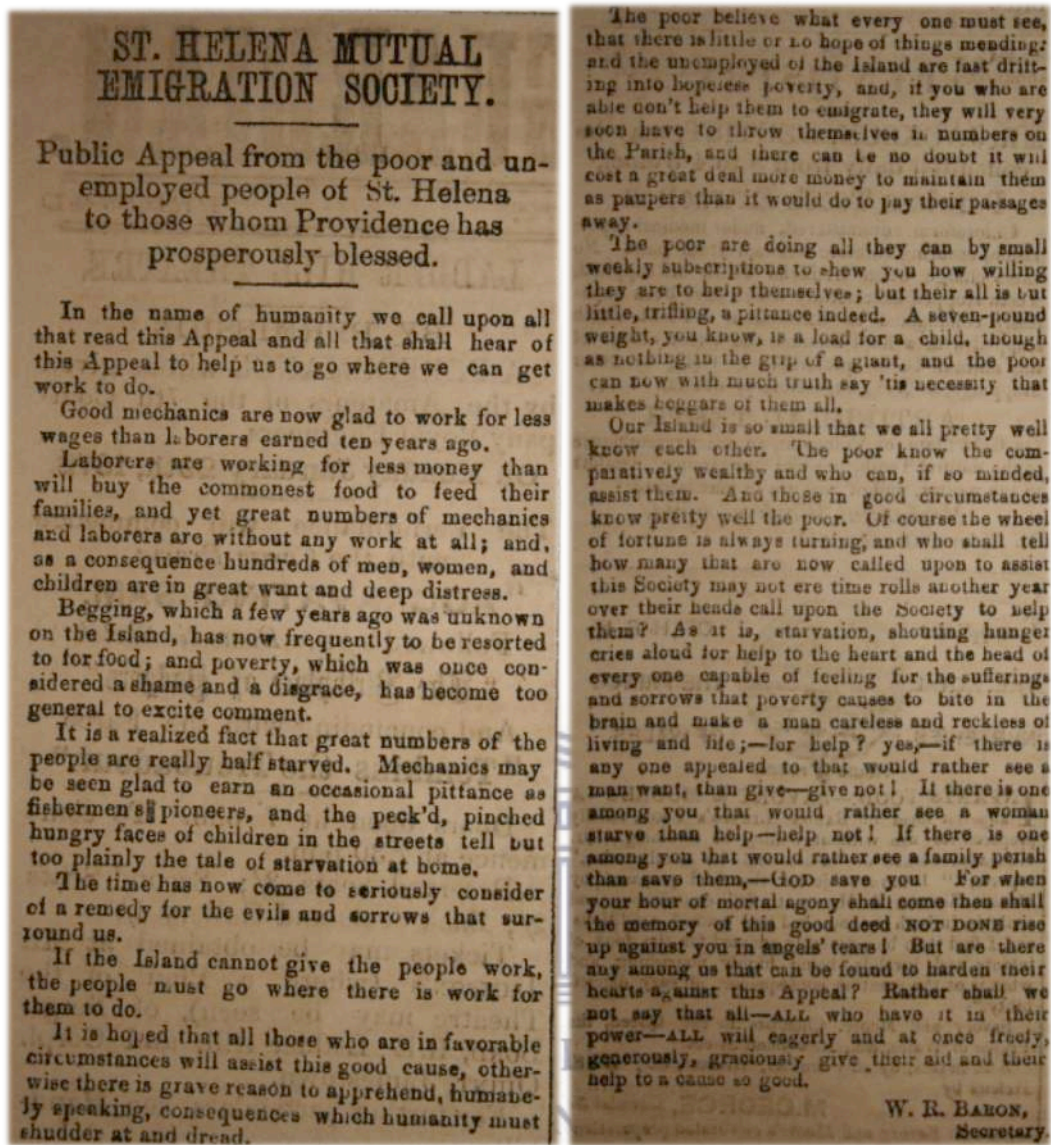 ST. HELENA MUTUAL
EMIGRATION SOCIETY.
Public Appeal from the poor and un-
employed people of St. Helena
to those whom Providence has
prosperously blessed.
In the name of humanity we call upon all
that read this Appeal and all that shall hear of
this Appeal to help us to go where we can get
work to do.
Good mechanics are now glad to work for less
wages than laborers earned ten years ago.
Laborers are working for less money than
will buy the commonest food to feed their
families, and yet great numbers of mechanics
and laborers are without any work at all; and,
as a consequence hundreds of men, women, and
children are in great want and deep distress.
Begging, which a few years ago was unknown
on the Island, has now frequently to be resorted
to for food; and poverty, which was once con-
sidered a shame and a disgrace, has become too
general to excite comment.
It is a realized fact that great numbers of the
people are really half starved. Mechanics may
be seen glad to earn an occasional pittance as
fishermen's pioneers, and the peck'd, pinched
hungry faces of children in the streets tell but
too plainly the tale of starvation at home.
The time has now come to seriously consider
of a remedy for the evils and sorrows that sur-
round us.
If the Island cannot give the people work,
the people must go where there is work for
them to do.
It is hoped that all those who are in favorable
circumstances will assist this good cause, other-
wise there is grave reason to apprehend, humane-
ly speaking, consequences which humanity must
shudder at and dread.
The poor believe what every one must see,
that there is little or no hope of things mending:
and the unemployed of the Island are fast drift-
ing into hopeless poverty, and, if you who are
able don't help them to emigrate, they will very
soon have to throw themselves in numbers on
the Parish, and there can be no doubt it will
cost a great deal more money to maintain them
as paupers than it would do to pay their passages
away.
The poor are doing all they can by small
weekly subscriptions to shew you how willing
they are to help themselves; but their all is but
little, trifling, a pittance indeed. A seven-pound
weight, you know, is a load for a child, though
as nothing in the grip of a giant, and the poor
can now with much truth say 'tis necessity that
makes beggars of them all.
Our Island is so small that we all pretty well
know each other. The poor know the com-
paratively wealthy and who can, if so minded,
assist them. And those in good circumstances
know pretty well the poor. Of course the wheel
of fortune is always turning, and who shall tell
how many that are now called upon to assist
this Society may not ere time rolls another year
over their heads call upon the Society to help
them? As it is, starvation, shouting hunger
cries aloud for help to the heart and the head of
every one capable of feeling for the sufferings
and sorrows that poverty causes to bite in the
brain and make a man careless and reckless of
living and life;—for help? yes,—if there is
any one appealed to that would rather see a
man want, than give—give not! If there is one
among you that would rather see a woman
starve than help—help not! If there is one
among you that would rather see a family perish
than save them,—GOD save you For when
your hour of mortal agony shall come then shall
the memory of this good deed NOT DONE rise
up against you in angels' tears! But are there
any among us that can be found to harden their
hearts against this Appeal? Rather shall we
not say that all—ALL who have it in their
power—ALL will eagerly and at once freely,
generously, graciously give their aid and their
help to a cause so good.
W. R. BARON,
Secretary.